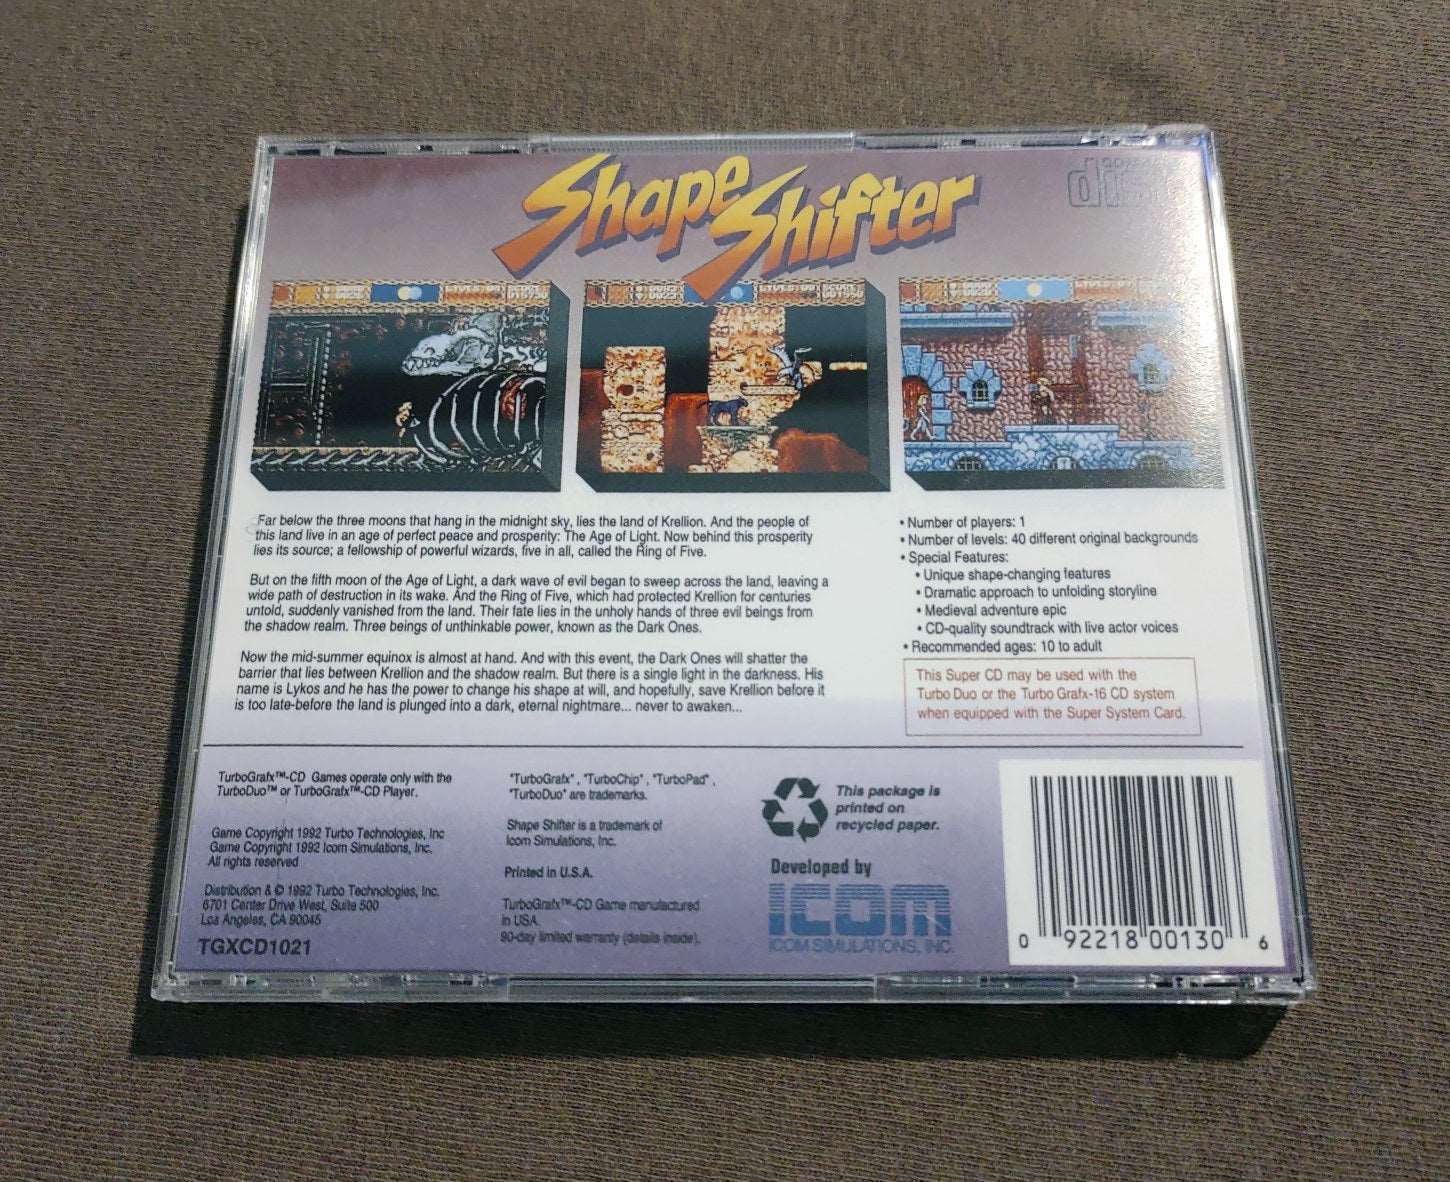 Shape Shifter
Far below the three moons that hang in the midnight sky, lies the land of Krellion. And the people of
this land live in an age of perfect peace and prosperity: The Age of Light. Now behind this prosperity
lies its source; a fellowship of powerful wizards, five in all, called the Ring of Five.
But on the fifth moon of the Age of Light, a dark wave of evil began to sweep across the land, leaving a
wide path of destruction in its wake. And the Ring of Five, which had protected Krellion for centuries
untold, suddenly vanished from the land. Their fate lies in the unholy hands of three evil beings from
the shadow realm. Three beings of unthinkable power, known as the Dark Ones.
Now the mid-summer equinox is almost at hand. And with this event, the Dark Ones will shatter the
barrier that lies between Krellion and the shadow realm. But there is a single light in the darkness. His
name is Lykos and he has the power to change his shape at will, and hopefully, save Krellion before it
is too late-before the land is plunged into a dark, eternal nightmare... never to awaken...
• Number of players: 1
• Number of levels: 40 different original backgrounds
• Special Features:
• Unique shape-changing features
• Dramatic approach to unfolding storyline
• Medieval adventure epic
• CD-quality soundtrack with live actor voices
• Recommended ages: 10 to adult
This Super CD may be used with the
Turbo Duo or the Turbo Grafx-16 CD system
when equipped with the Super System Card.
TurboGrafx™-CD Games operate only with the
TurboDuo™ or TurboGrafx™-CD Player.
Game Copyright 1992 Turbo Technologies, Inc
Game Copyright 1992 Icom Simulations, Inc.
All rights reserved
Distribution & © 1992 Turbo Technologies, Inc.
6701 Center Drive West, Suite 500
Los Angeles, CA 90045
TGXCD1021
"TurboGrafx", "TurboChip", "TurboPad",
"TurboDuo" are trademarks.
Shape Shifter is a trademark of
Icom Simulations, Inc.
Printed in U.S.A.
TurboGrafx™-CD Game manufactured
in USA
90-day limited warranty (details inside).
This package is
printed on
recycled paper.
Developed by
ICOM
ICOM SIMULATIONS, INC.
0 92218 00130 6